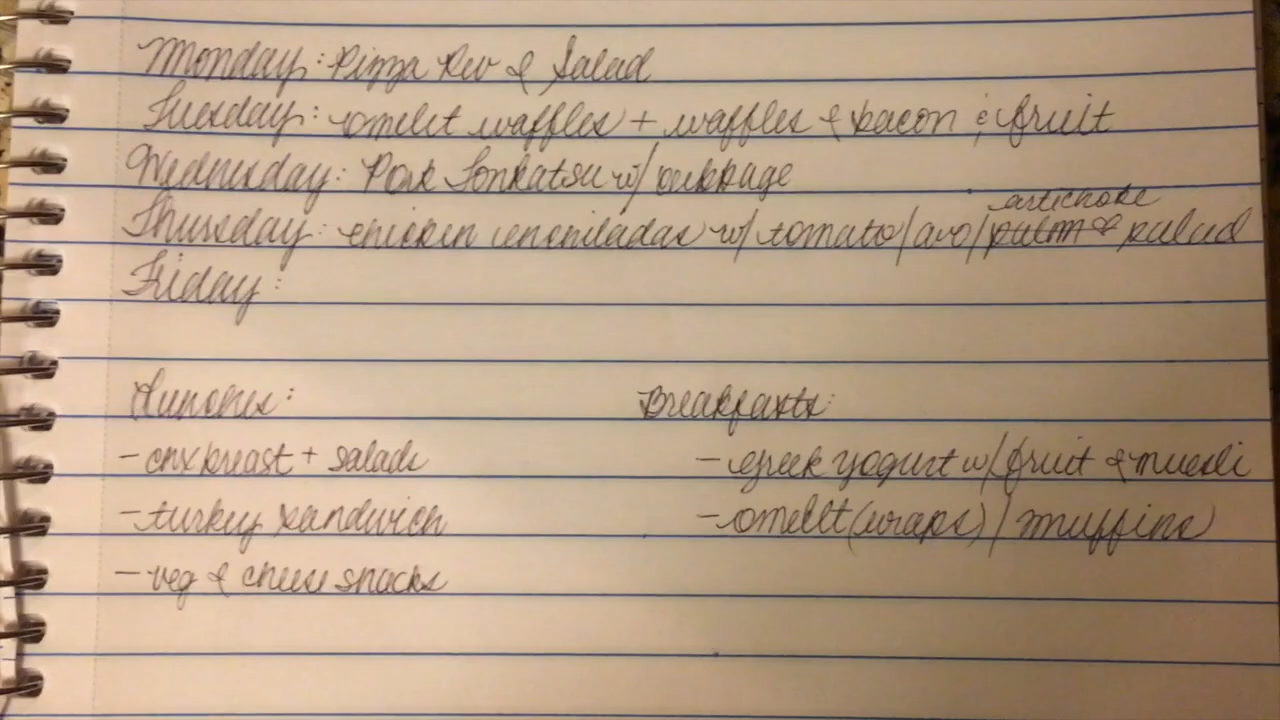 Monday: Pizza Rev & Salad
Tuesday: omelet waffles + waffles & bacon & fruit
Wednesday: Pork Tonkatsu w/ cabbage
artichoke
Thursday: chicken enchiladas w/ tomato/avo/palm & salad
Friday:
Lunches: Breakfasts:
- chx breast + salads - greek yogurt w/ fruit & muesli
- turkey sandwich - omelet (wraps) / muffins
- veg & cheese snacks